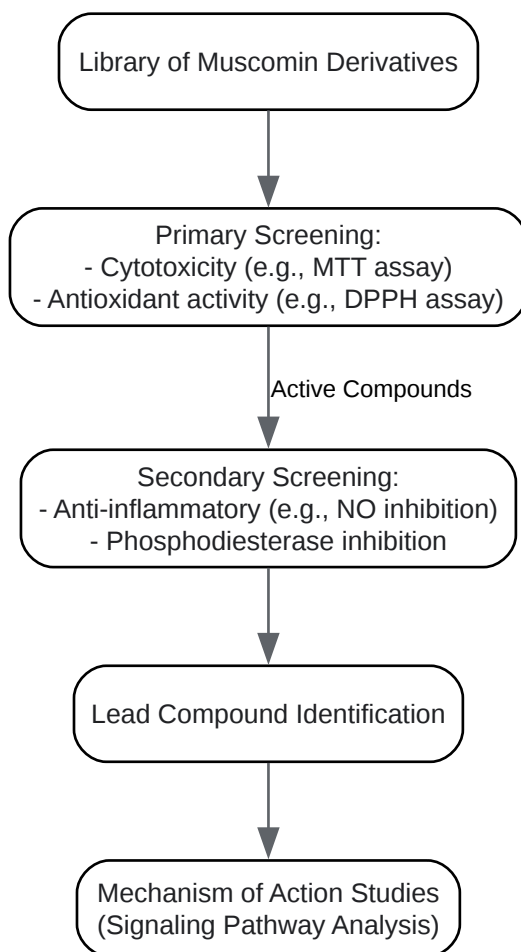 Library of Muscomin Derivatives
Primary Screening:
- Cytotoxicity (e.g., MTT assay)
- Antioxidant activity (e.g., DPPH assay)
Active Compounds
Secondary Screening:
- Anti-inflammatory (e.g., NO inhibition)
- Phosphodiesterase inhibition
Lead Compound Identification
Mechanism of Action Studies
(Signaling Pathway Analysis)